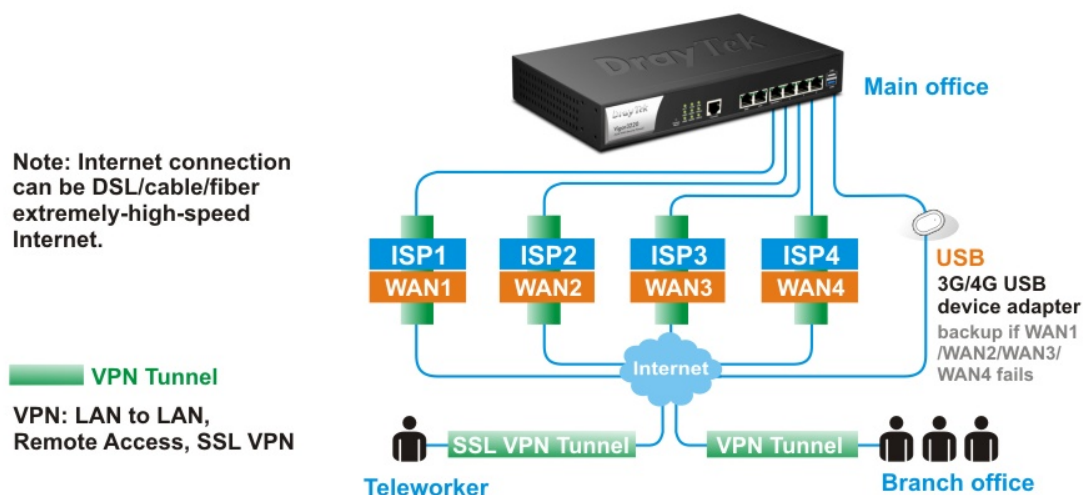 DrayTek
DrayTek
Main office
Note: Internet connection
can be DSL/cable/fiber
extremely-high-speed
Internet.
ISP1
ISP2
ISP3
ISP4
WAN1
WAN2
WAN3
WAN4
USB
3G/4G USB
device adapter
backup if WAN1
/WAN2/WAN3/
WAN4 fails
Internet
VPN Tunnel
VPN: LAN to LAN,
Remote Access, SSL VPN
SSL VPN Tunnel
VPN Tunnel
Teleworker
Branch office